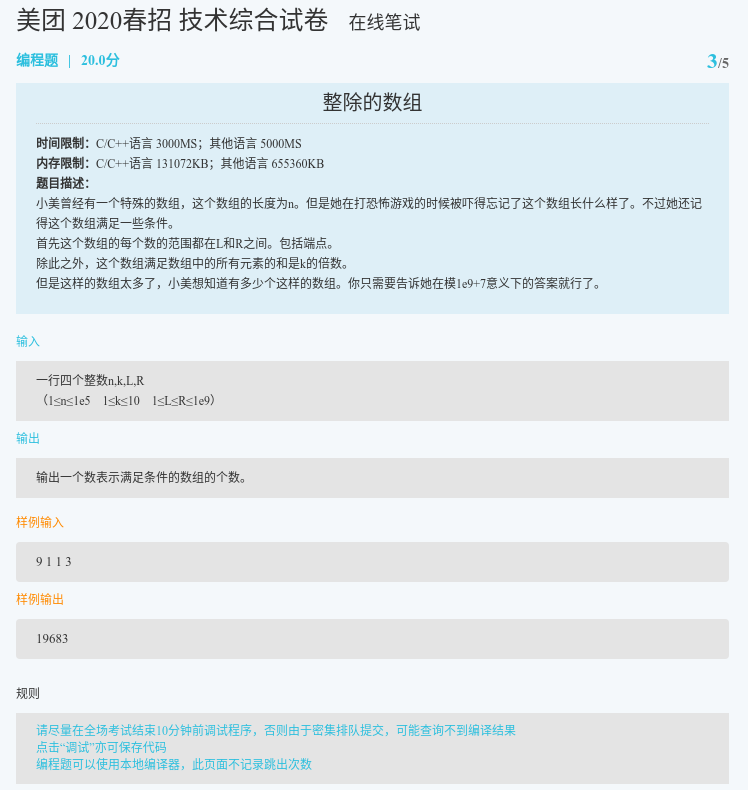 美团 2020春招 技术综合试卷 在线笔试
编程题 | 20.0分
3/5
整除的数组
时间限制：C/C++语言 3000MS；其他语言 5000MS
内存限制：C/C++语言 131072KB；其他语言 655360KB
题目描述：
小美曾经有一个特殊的数组，这个数组的长度为n。但是她在打恐怖游戏的时候被吓得忘记了这个数组长什么样了。不过她还记
得这个数组满足一些条件。
首先这个数组的每个数的范围都在L和R之间。包括端点。
除此之外，这个数组满足数组中的所有元素的和是k的倍数。
但是这样的数组太多了，小美想知道有多少个这样的数组。你只需要告诉她在模1e9+7意义下的答案就行了。
输入
一行四个整数n,k,L,R
（1≤n≤1e5 1≤k≤10 1≤L≤R≤1e9）
输出
输出一个数表示满足条件的数组的个数。
样例输入
9 1 1 3
样例输出
19683
规则
请尽量在全场考试结束10分钟前调试程序，否则由于密集排队提交，可能查询不到编译结果
点击“调试”亦可保存代码
编程题可以使用本地编译器，此页面不记录跳出次数